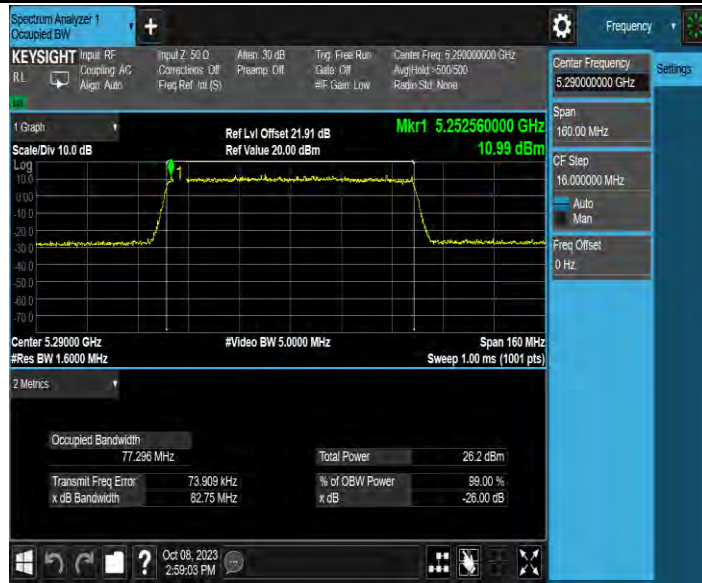 Spectrum Analyzer 1
Occupied BW
Frequency
KEYSIGHT
RL
Input: RF
Coupling: AC
Align: Auto
Input Z: 50 Ω
Corrections: Off
Freq Ref: Int (S)
Atten: 30 dB
Preamp: Off
Trig: Free Run
Gate: Off
#IF Gain: Low
Center Freq: 5.290000000 GHz
Avg|Hold:>500/500
Radio Std: None
1 Graph
Scale/Div 10.0 dB
Ref Lvl Offset 21.91 dB
Ref Value 20.00 dBm
Mkr1 5.252560000 GHz
10.99 dBm
Log
10.0
0.00
-10.0
-20.0
-30.0
-40.0
-50.0
-60.0
-70.0
1
Center 5.29000 GHz
#Res BW 1.6000 MHz
#Video BW 5.0000 MHz
Span 160 MHz
Sweep 1.00 ms (1001 pts)
2 Metrics
Occupied Bandwidth
77.296 MHz
Total Power 26.2 dBm
Transmit Freq Error 73.909 kHz
% of OBW Power 99.00 %
x dB Bandwidth 82.75 MHz
x dB -26.00 dB
Center Frequency
5.290000000 GHz
Settings
Span
160.00 MHz
CF Step
16.000000 MHz
Auto
Man
Freq Offset
0 Hz
?
Oct 08, 2023
2:59:03 PM